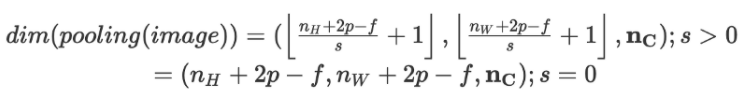 dim(pooling(image)) = (⌊(n_H+2p−f)/s + 1⌋, ⌊(n_W+2p−f)/s + 1⌋, n_C); s > 0
= (n_H + 2p − f, n_W + 2p − f, n_C); s = 0